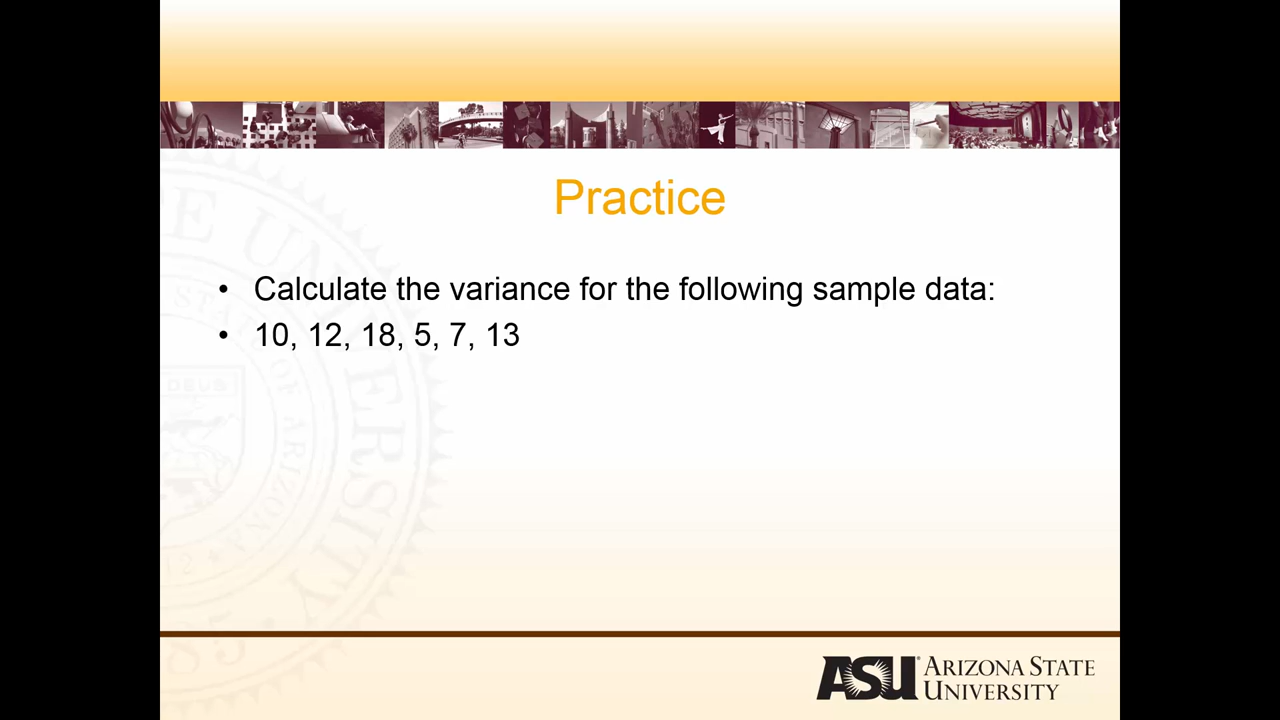 Practice
• Calculate the variance for the following sample data:
• 10, 12, 18, 5, 7, 13
ASU ARIZONA STATE
UNIVERSITY